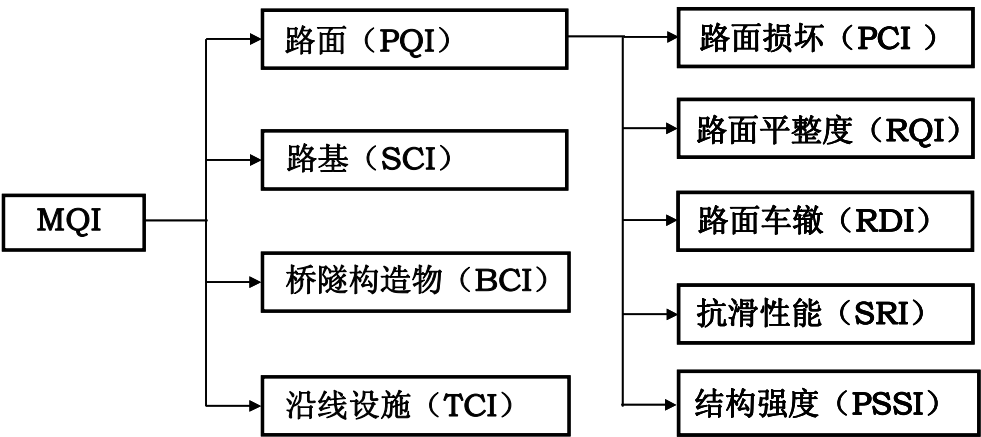 MQI
路面（PQI）
路基（SCI）
桥隧构造物（BCI）
沿线设施（TCI）
路面损坏（PCI ）
路面平整度（RQI）
路面车辙（RDI）
抗滑性能（SRI）
结构强度（PSSI）